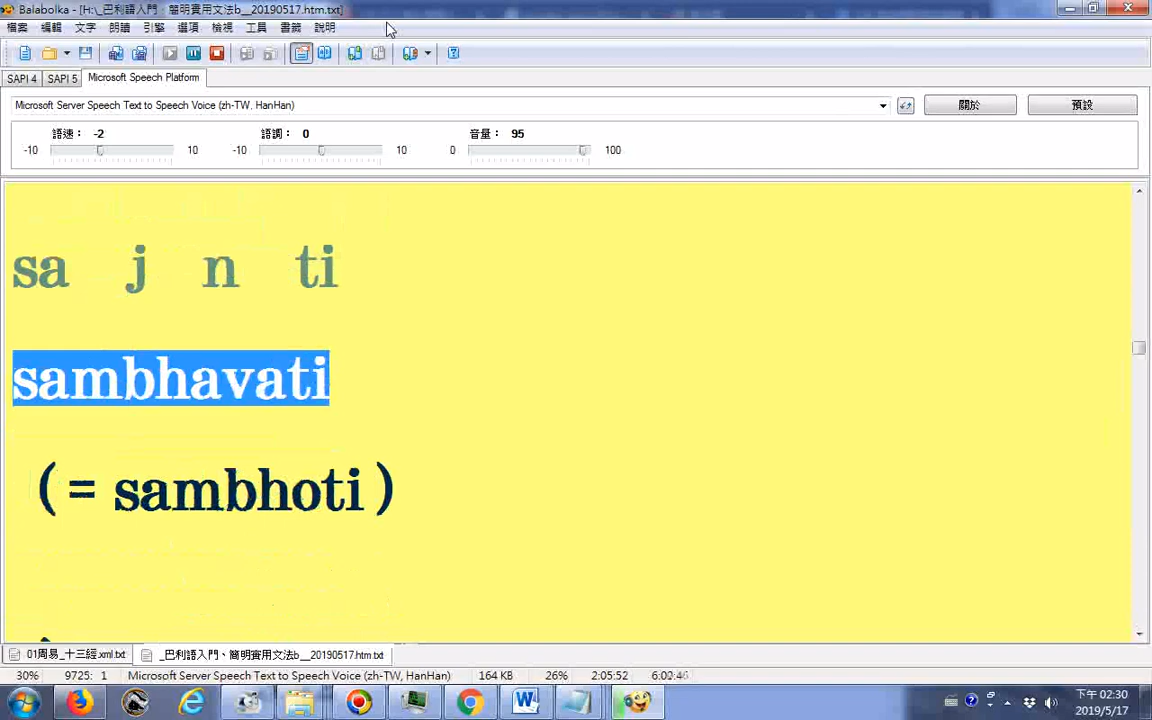 Balabolka - [H:\_巴利語入門、簡明實用文法b__20190517.htm.txt]
檔案 編輯 文字 朗讀 引擎 選項 檢視 工具 書籤 說明
SAPI 4 SAPI 5 Microsoft Speech Platform
Microsoft Server Speech Text to Speech Voice (zh-TW, HanHan) 關於 預設
語速： -2 語調： 0 音量： 95
-10 10 -10 10 0 100
sa j n ti
sambhavati
(= sambhoti)
01周易_十三經.xml.txt _巴利語入門、簡明實用文法b__20190517.htm.txt
30% 9725: 1 Microsoft Server Speech Text to Speech Voice (zh-TW, HanHan) 164 KB 26% 2:05:52 6:00:46
下午 02:30
2019/5/17